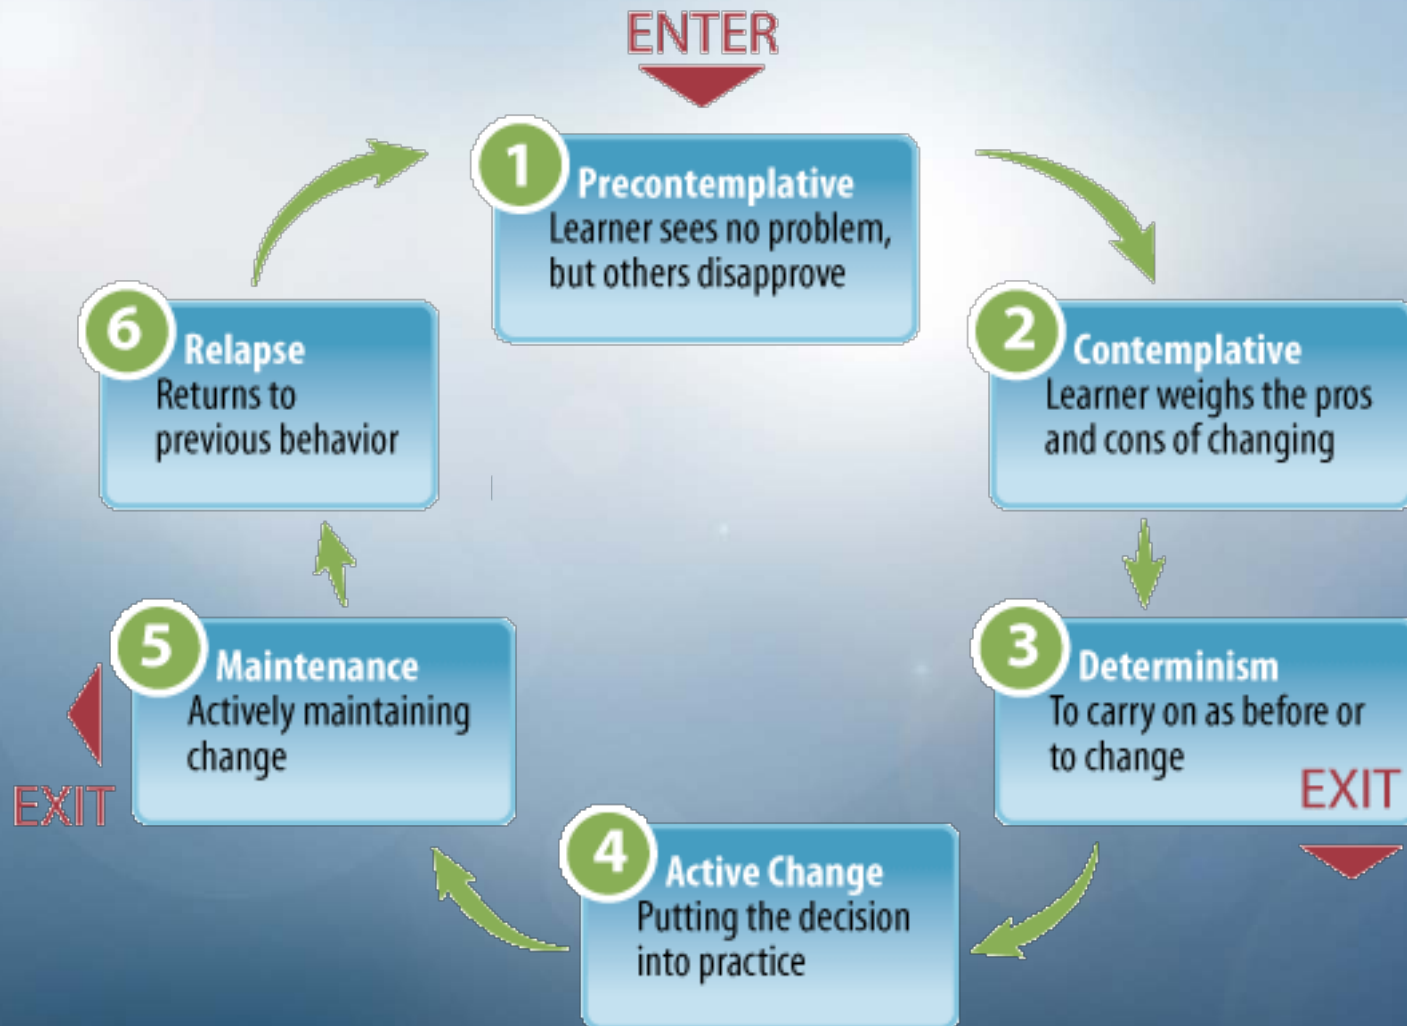 ENTER
1
Precontemplative
Learner sees no problem,
but others disapprove
2
Contemplative
Learner weighs the pros
and cons of changing
3
Determinism
To carry on as before or
to change
EXIT
4
Active Change
Putting the decision
into practice
5
Maintenance
Actively maintaining
change
EXIT
6
Relapse
Returns to
previous behavior